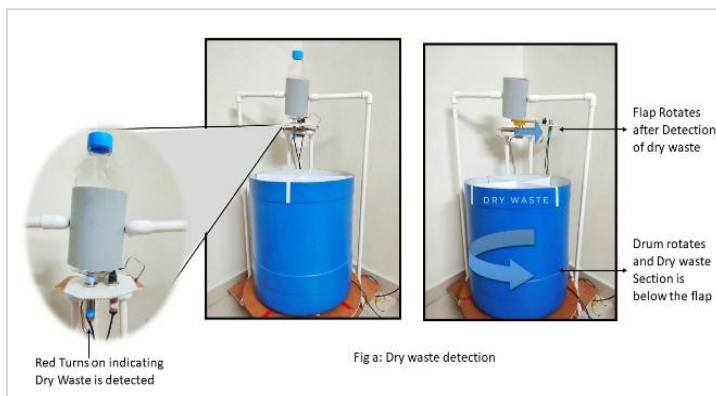 Flap Rotates
after Detection
of dry waste
DRY WASTE
Drum rotates
and Dry waste
Section is
below the flap
Red Turns on indicating
Dry Waste is detected
Fig a: Dry waste detection